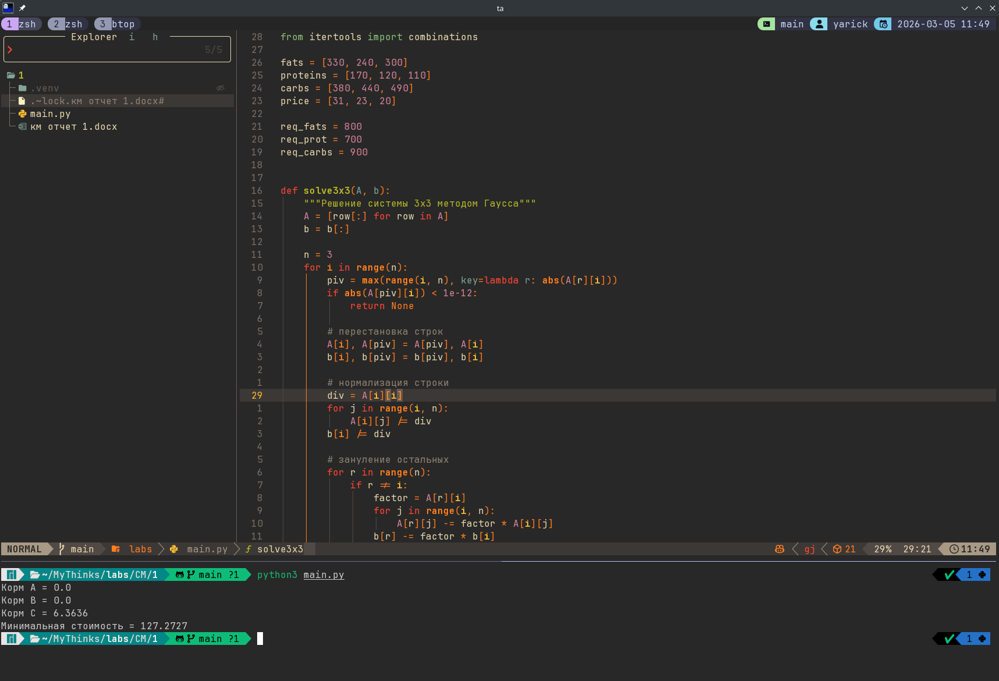 ta
1 zsh 2 zsh 3 btop main yarick 2026-03-05 11:49
Explorer i h
5/5
1
.venv
.~lock.км отчет 1.docx#
main.py
км отчет 1.docx
28 from itertools import combinations
27
26 fats = [330, 240, 300]
25 proteins = [170, 120, 110]
24 carbs = [380, 440, 490]
23 price = [31, 23, 20]
22
21 req_fats = 800
20 req_prot = 700
19 req_carbs = 900
18
17
16 def solve3x3(A, b):
15 """Решение системы 3x3 методом Гаусса"""
14 A = [row[:] for row in A]
13 b = b[:]
12
11 n = 3
10 for i in range(n):
9 piv = max(range(i, n), key=lambda r: abs(A[r][i]))
8 if abs(A[piv][i]) < 1e-12:
7 return None
6
5 # перестановка строк
4 A[i], A[piv] = A[piv], A[i]
3 b[i], b[piv] = b[piv], b[i]
2
1 # нормализация строки
29 div = A[i][i]
1 for j in range(i, n):
2 A[i][j] /= div
3 b[i] /= div
4
5 # зануление остальных
6 for r in range(n):
7 if r != i:
8 factor = A[r][i]
9 for j in range(i, n):
10 A[r][j] -= factor * A[i][j]
11 b[r] -= factor * b[i]
NORMAL main labs main.py solve3x3 gj 21 29% 29:21 11:49
~/MyThinks/labs/CM/1 main ?1 python3 main.py ✔ 1
Корм A = 0.0
Корм B = 0.0
Корм C = 6.3636
Минимальная стоимость = 127.2727
~/MyThinks/labs/CM/1 main ?1 ✔ 1